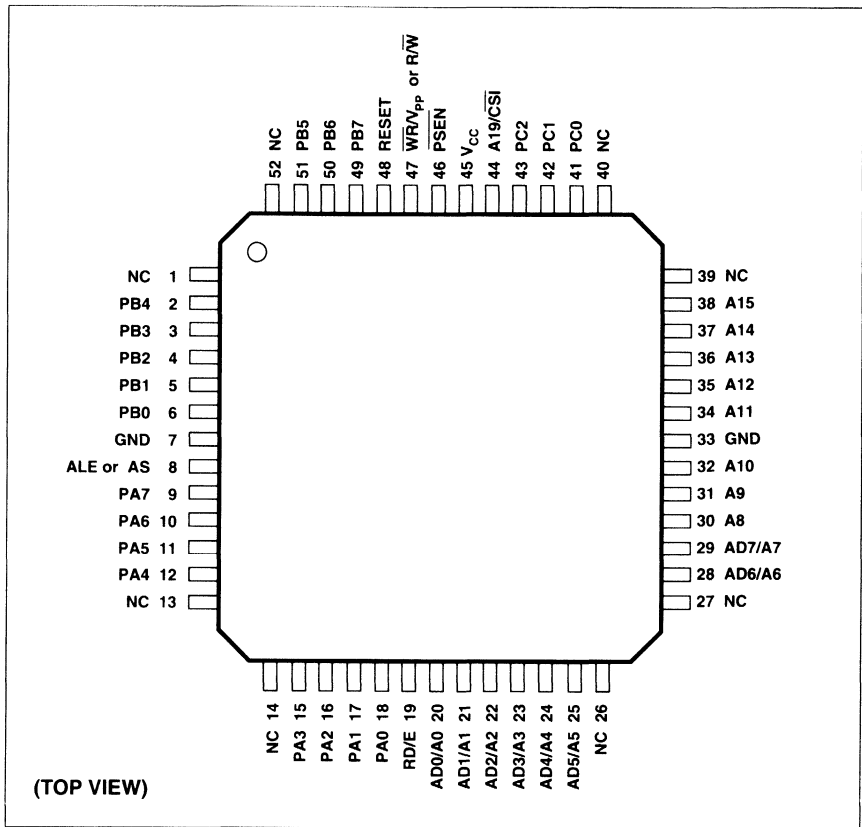 52 NC
51 PB5
50 PB6
49 PB7
48 RESET
47 W̅R̅/VPP or R/W̅
46 P̅S̅E̅N̅
45 VCC
44 A19/C̅S̅I̅
43 PC2
42 PC1
41 PC0
40 NC
NC 1
PB4 2
PB3 3
PB2 4
PB1 5
PB0 6
GND 7
ALE or AS 8
PA7 9
PA6 10
PA5 11
PA4 12
NC 13
39 NC
38 A15
37 A14
36 A13
35 A12
34 A11
33 GND
32 A10
31 A9
30 A8
29 AD7/A7
28 AD6/A6
27 NC
NC 14
PA3 15
PA2 16
PA1 17
PA0 18
RD/E 19
AD0/A0 20
AD1/A1 21
AD2/A2 22
AD3/A3 23
AD4/A4 24
AD5/A5 25
NC 26
(TOP VIEW)